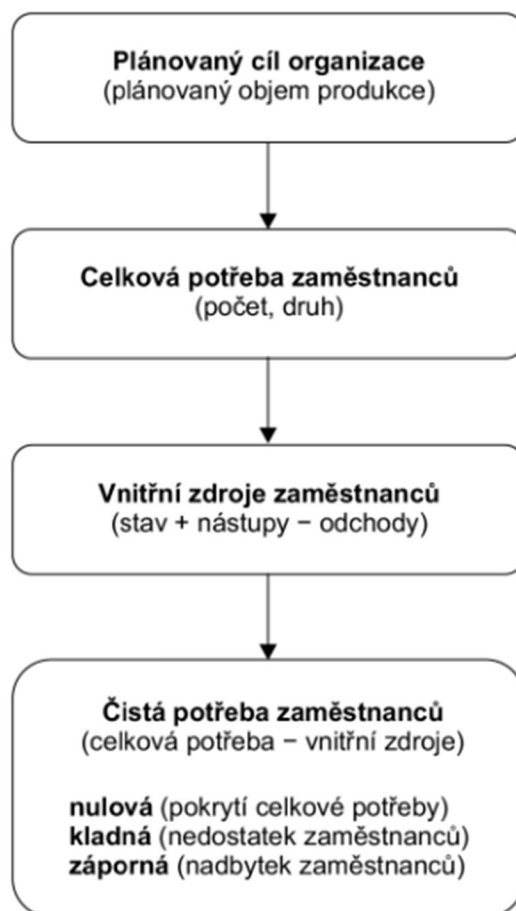 Plánovaný cíl organizace
(plánovaný objem produkce)
Celková potřeba zaměstnanců
(počet, druh)
Vnitřní zdroje zaměstnanců
(stav + nástupy − odchody)
Čistá potřeba zaměstnanců
(celková potřeba − vnitřní zdroje)
nulová (pokrytí celkové potřeby)
kladná (nedostatek zaměstnanců)
záporná (nadbytek zaměstnanců)